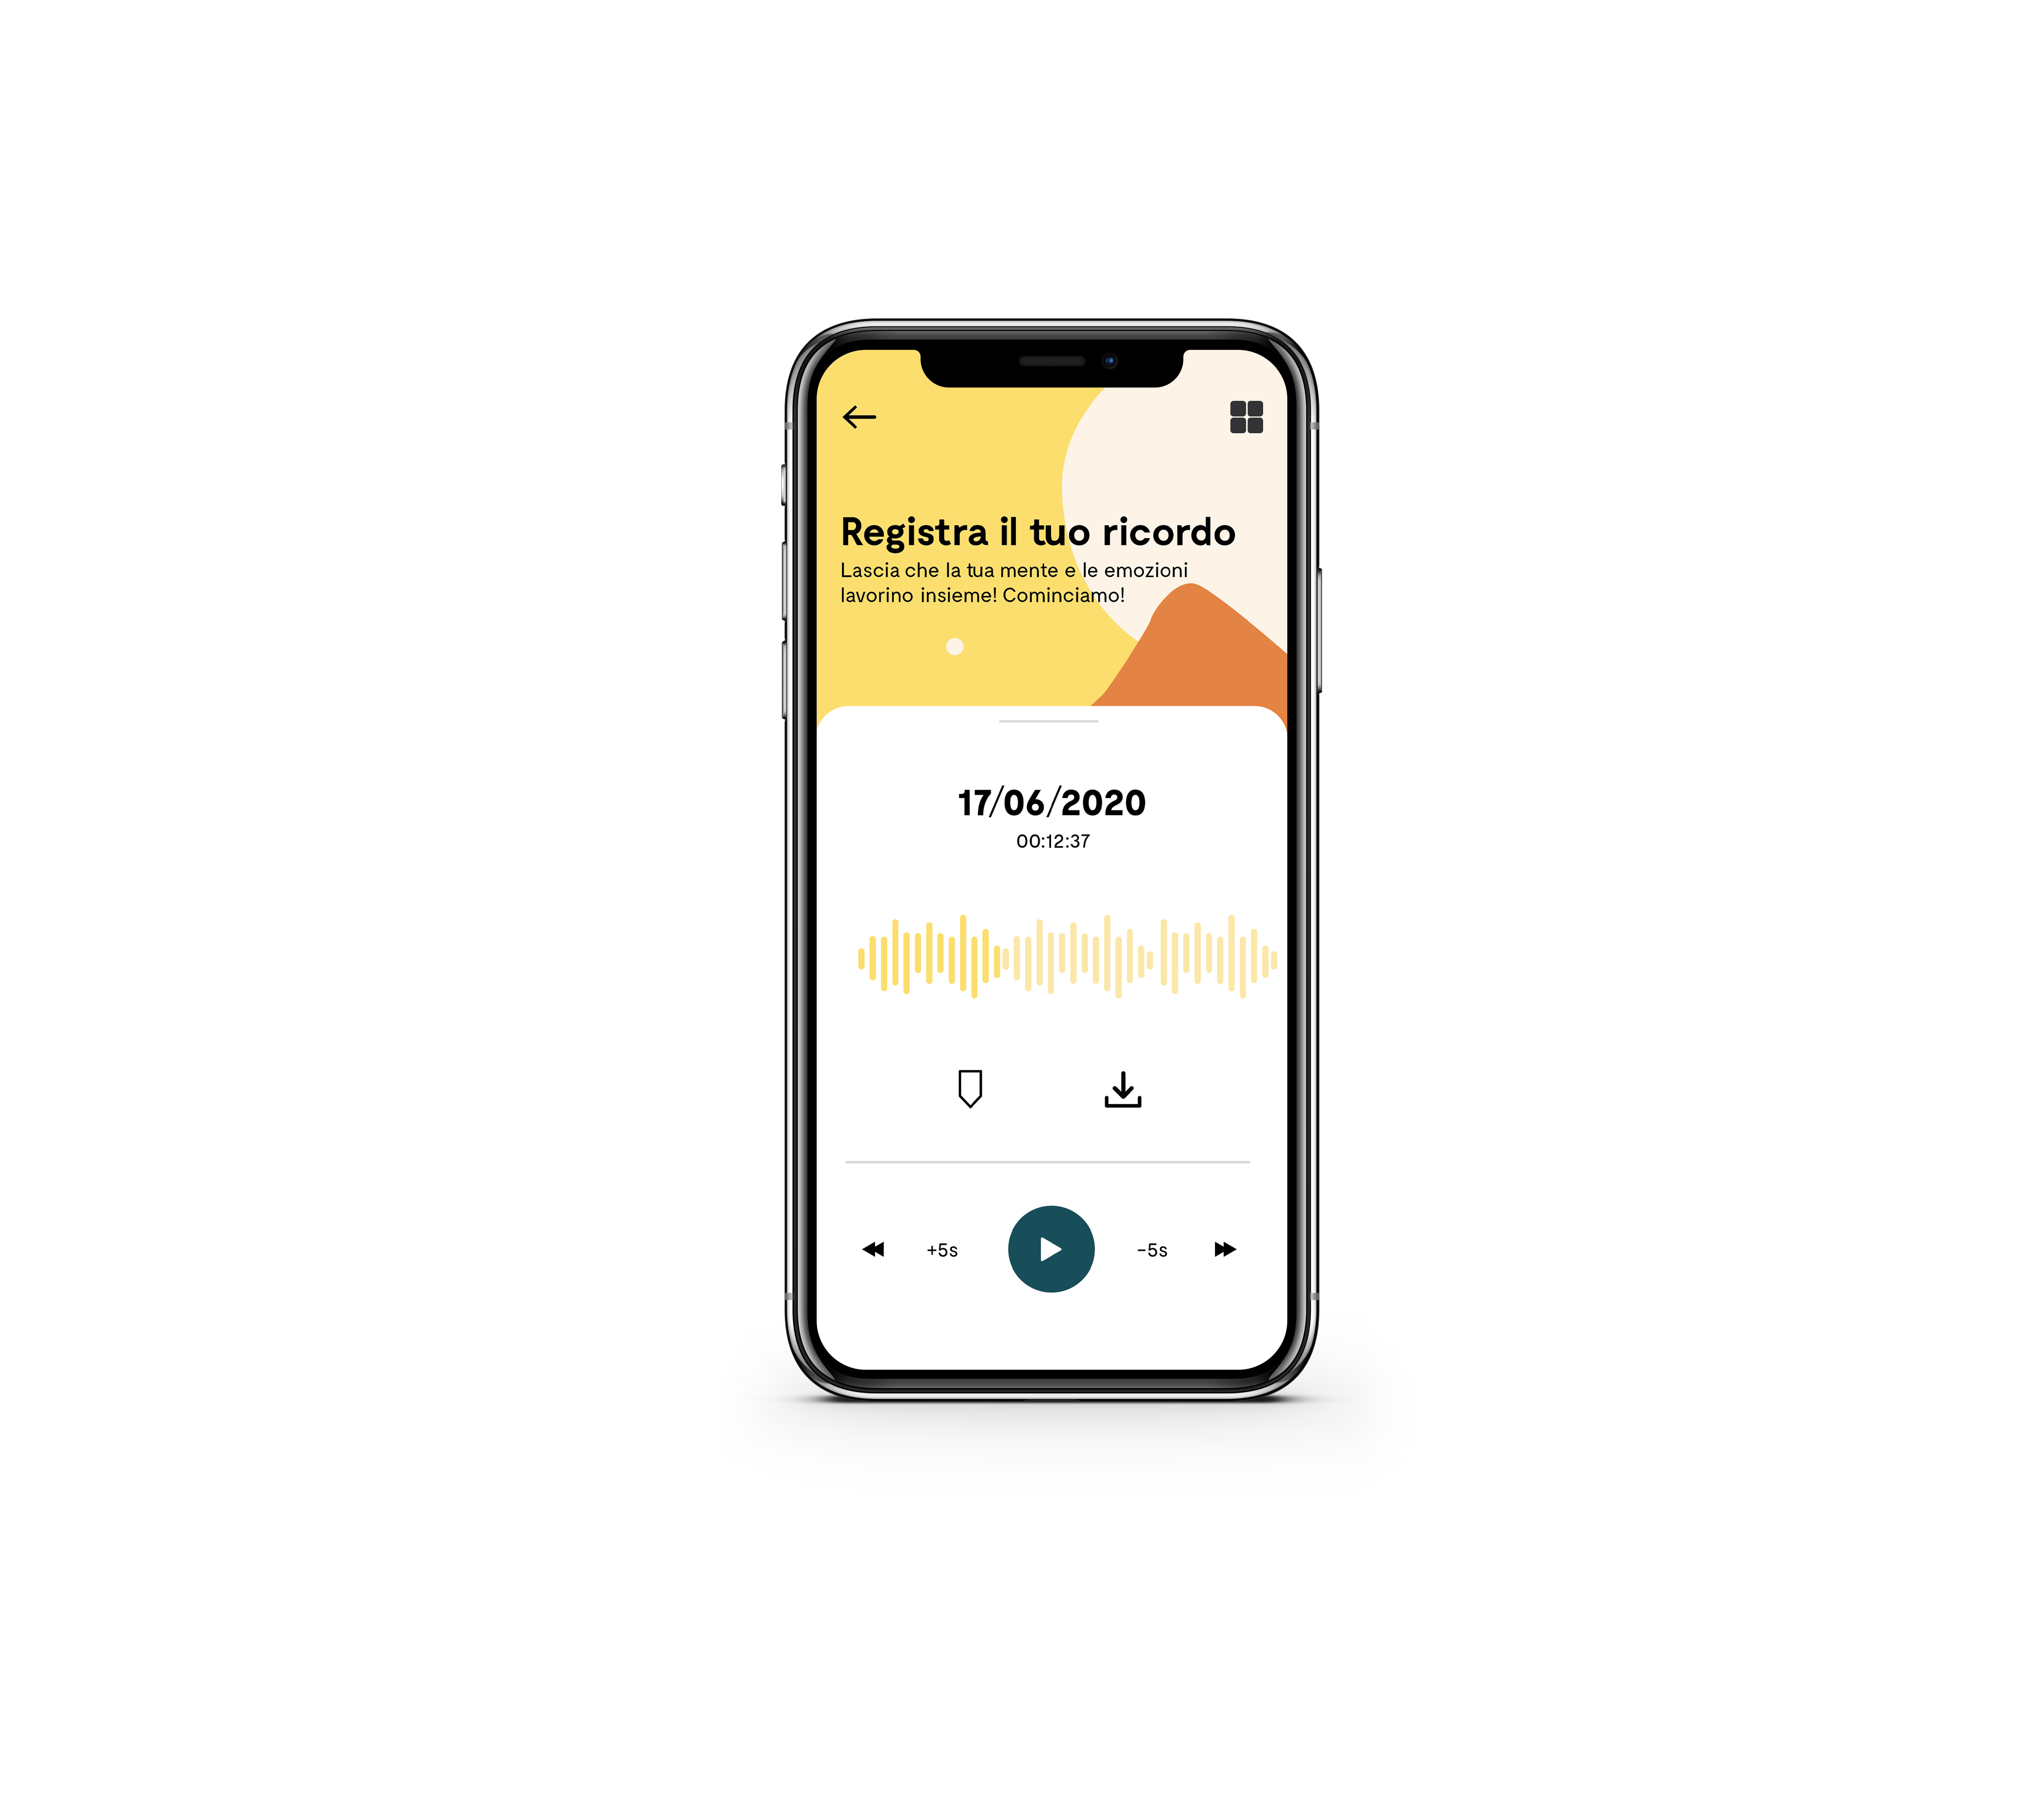 Registra il tuo ricordo
Lascia che la tua mente e le emozioni
lavorino insieme! Cominciamo!
17/06/2020
00:12:37
+5s
-5s